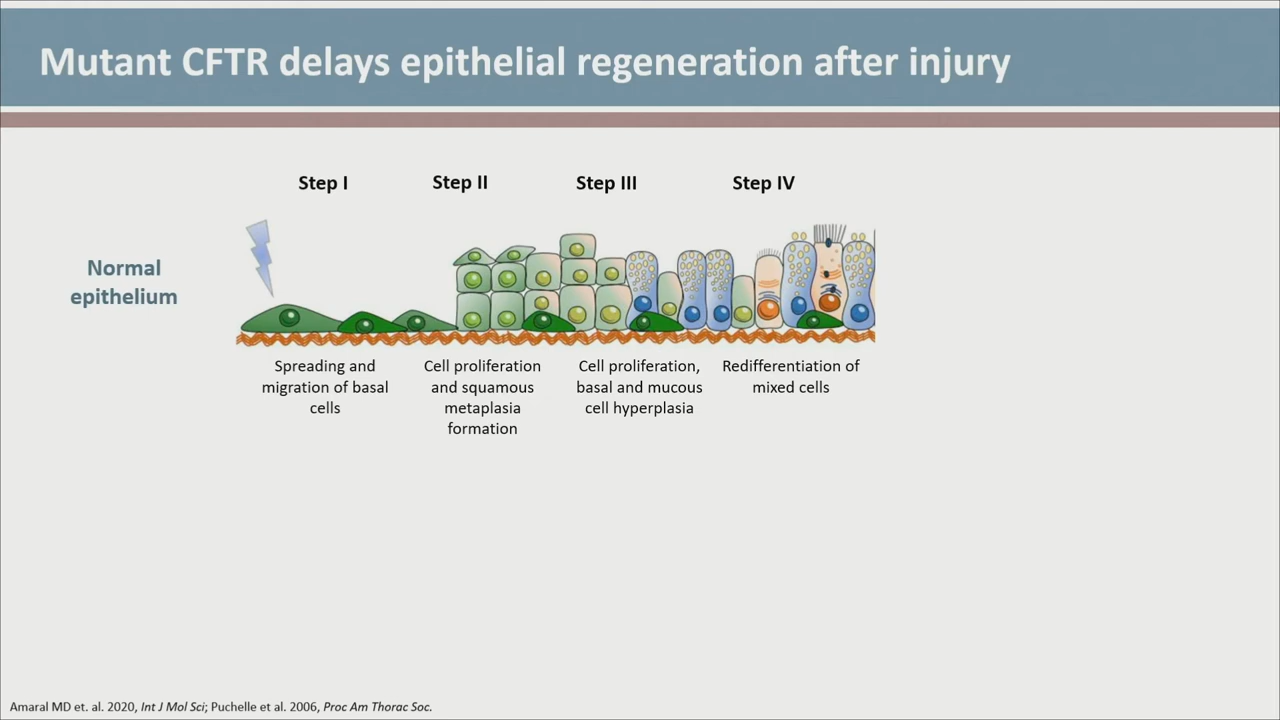 Mutant CFTR delays epithelial regeneration after injury
Step I
Step II
Step III
Step IV
Normal
epithelium
Spreading and
migration of basal
cells
Cell proliferation
and squamous
metaplasia
formation
Cell proliferation,
basal and mucous
cell hyperplasia
Redifferentiation of
mixed cells
Amaral MD et. al. 2020, Int J Mol Sci; Puchelle et al. 2006, Proc Am Thorac Soc.